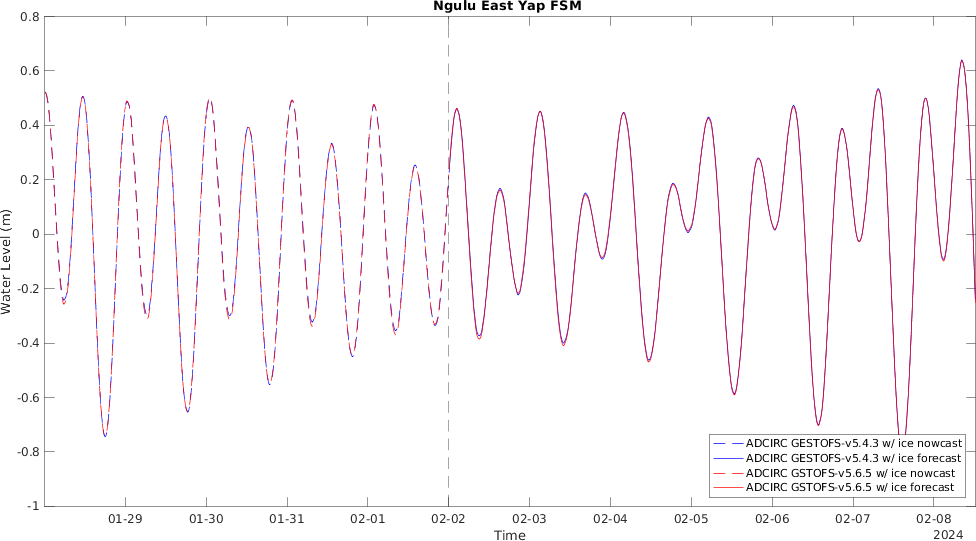 Ngulu East Yap FSM
Water Level (m)
0.8
0.6
0.4
0.2
0
-0.2
-0.4
-0.6
-0.8
-1
ADCIRC GESTOFS-v5.4.3 w/ ice nowcast
ADCIRC GESTOFS-v5.4.3 w/ ice forecast
ADCIRC GSTOFS-v5.6.5 w/ ice nowcast
ADCIRC GSTOFS-v5.6.5 w/ ice forecast
01-29 01-30 01-31 02-01 02-02 02-03 02-04 02-05 02-06 02-07 02-08
Time
2024